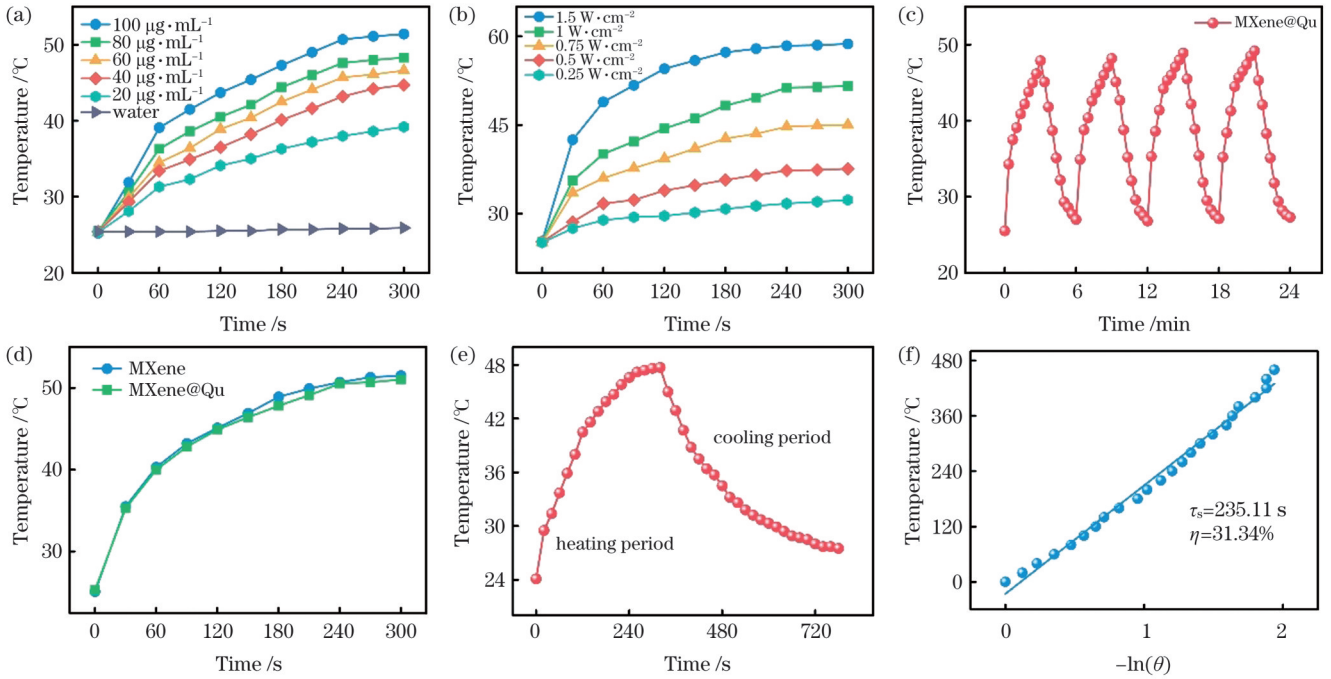 (a)
100 μg·mL⁻¹
80 μg·mL⁻¹
60 μg·mL⁻¹
40 μg·mL⁻¹
20 μg·mL⁻¹
water
Temperature /℃
50
40
30
20
0 60 120 180 240 300
Time /s
(b)
1.5 W·cm⁻²
1 W·cm⁻²
0.75 W·cm⁻²
0.5 W·cm⁻²
0.25 W·cm⁻²
Temperature /℃
60
45
30
0 60 120 180 240 300
Time /s
(c)
MXene@Qu
Temperature /℃
50
40
30
20
0 6 12 18 24
Time /min
(d)
MXene
MXene@Qu
Temperature /℃
50
40
30
0 60 120 180 240 300
Time /s
(e)
Temperature /℃
48
42
36
30
24
cooling period
heating period
0 240 480 720
Time /s
(f)
Temperature /℃
480
360
240
120
0
τs=235.11 s
η=31.34%
0 1 2
−ln(θ)